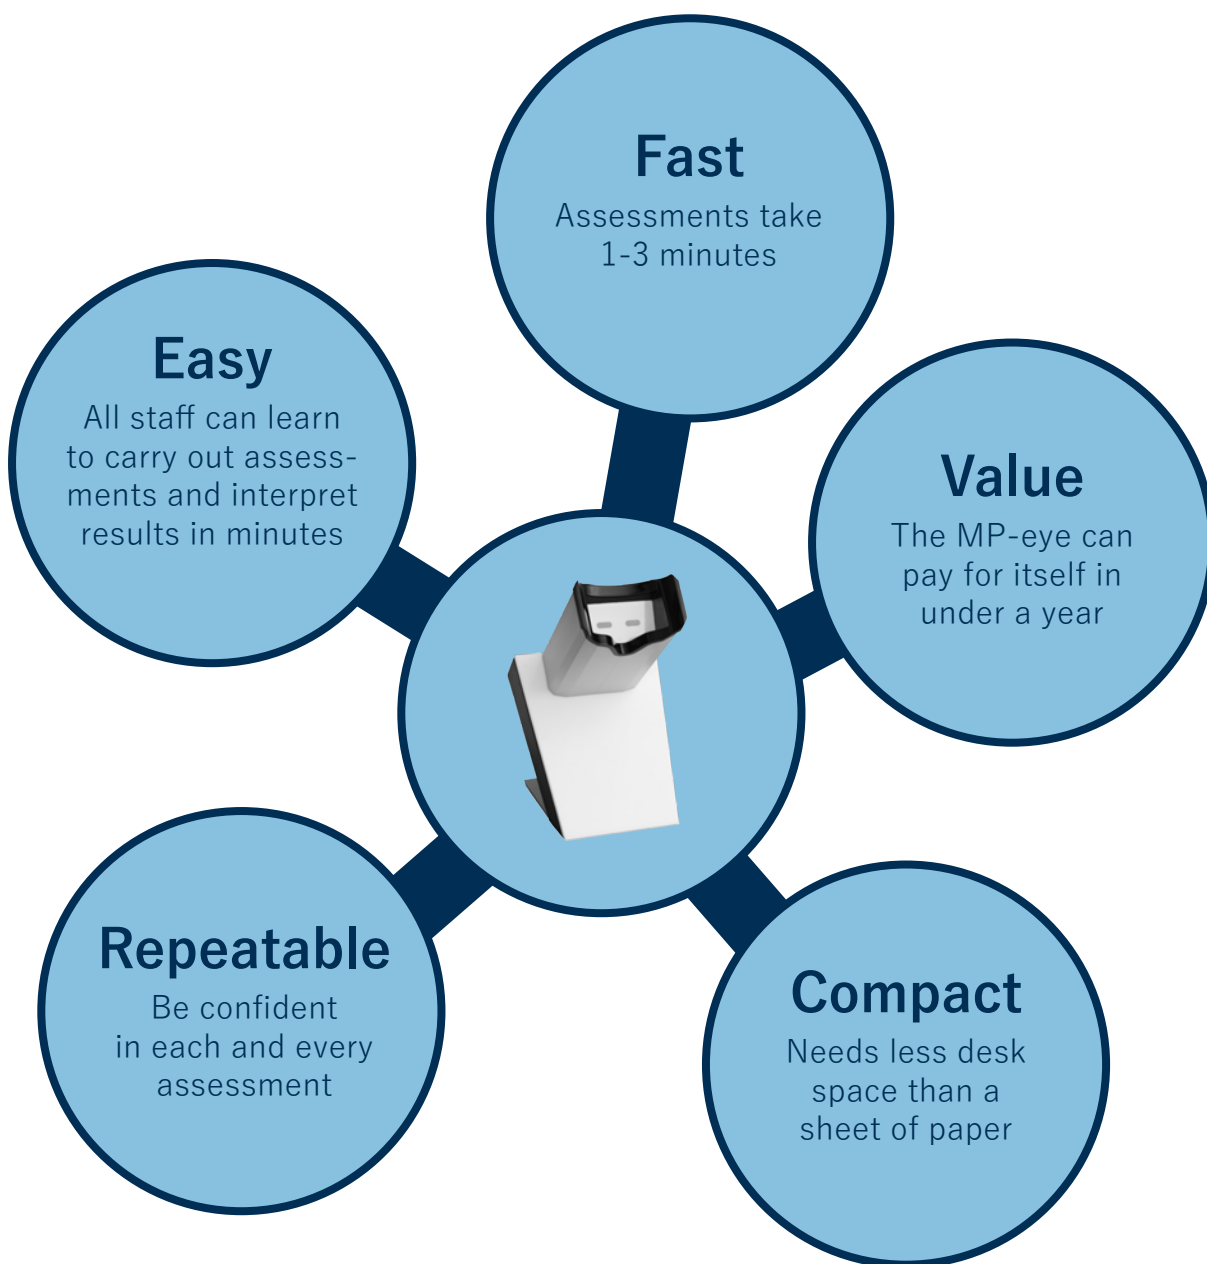 Fast
Assessments take
1-3 minutes
Easy
All staff can learn
to carry out assess-
ments and interpret
results in minutes
Value
The MP-eye can
pay for itself in
under a year
Repeatable
Be confident
in each and every
assessment
Compact
Needs less desk
space than a
sheet of paper